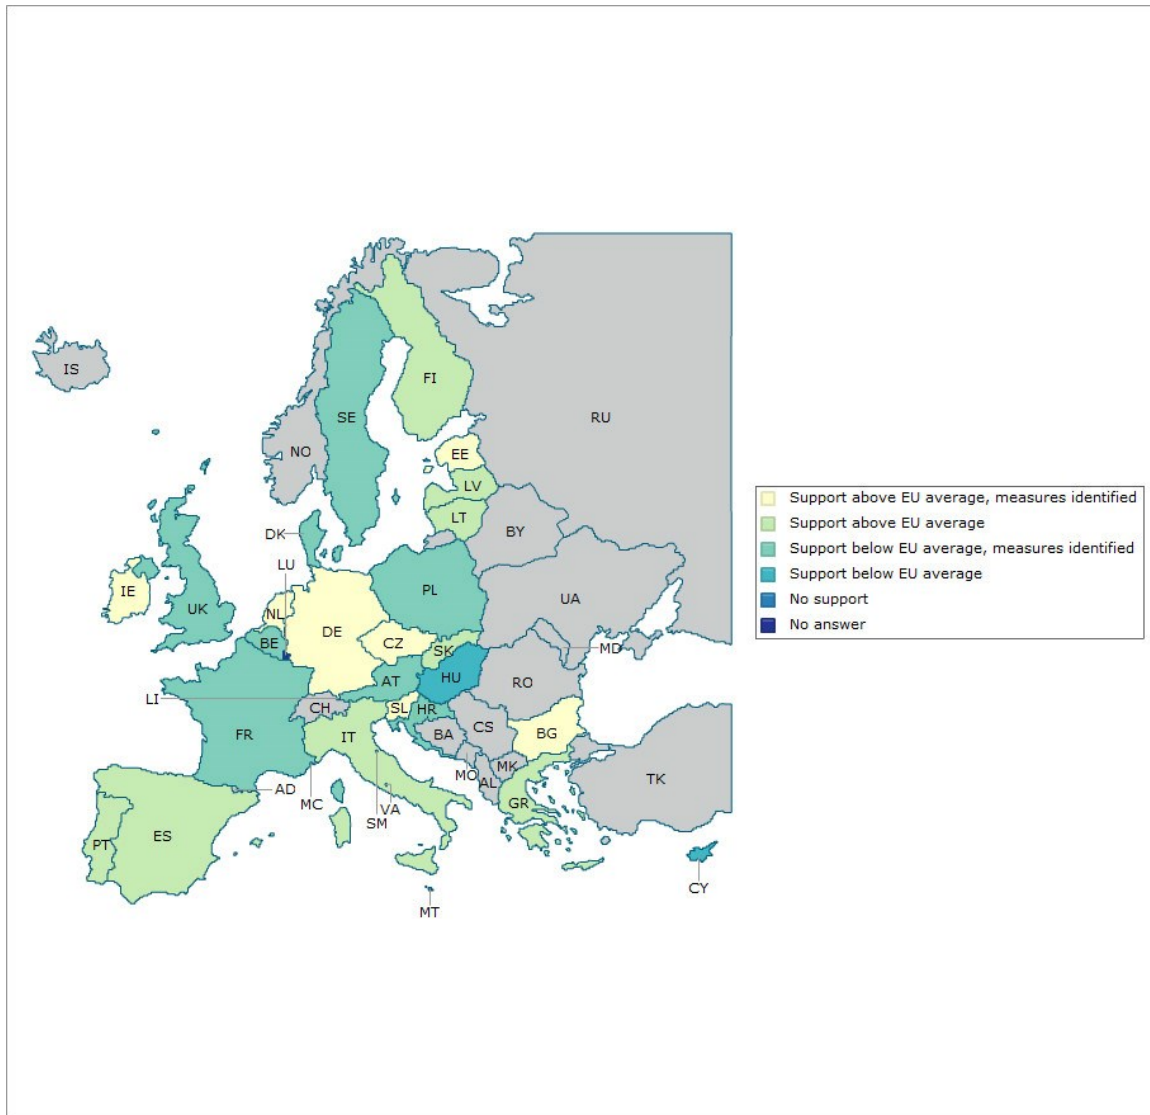 IS
FI
SE
RU
NO
EE
LV
LT
DK
BY
LU
IE
UK
NL
DE
PL
UA
BE
CZ
SK
MD
AT
HU
RO
LI
CH
SL
HR
FR
IT
BA
CS
BG
MO
MK
AL
TK
AD
MC
VA
SM
GR
PT
ES
MT
CY
Support above EU average, measures identified
Support above EU average
Support below EU average, measures identified
Support below EU average
No support
No answer